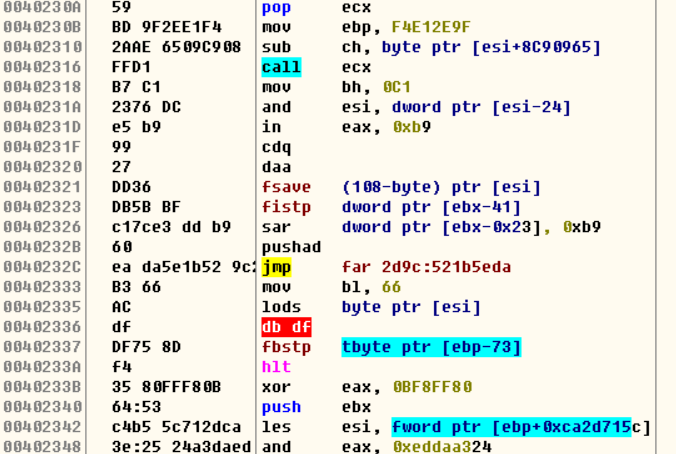 0040230A 59 pop ecx
0040230B BD 9F2EE1F4 mov ebp, F4E12E9F
00402310 2AAE 6509C908 sub ch, byte ptr [esi+8C90965]
00402316 FFD1 call ecx
00402318 B7 C1 mov bh, 0C1
0040231A 2376 DC and esi, dword ptr [esi-24]
0040231D e5 b9 in eax, 0xb9
0040231F 99 cdq
00402320 27 daa
00402321 DD36 fsave (108-byte) ptr [esi]
00402323 DB5B BF fistp dword ptr [ebx-41]
00402326 c17ce3 dd b9 sar dword ptr [ebx-0x23], 0xb9
0040232B 60 pushad
0040232C ea da5e1b52 9c2 jmp far 2d9c:521b5eda
00402333 B3 66 mov bl, 66
00402335 AC lods byte ptr [esi]
00402336 df db df
00402337 DF75 8D fbstp tbyte ptr [ebp-73]
0040233A f4 hlt
0040233B 35 80FFF80B xor eax, 0BF8FF80
00402340 64:53 push ebx
00402342 c4b5 5c712dca les esi, fword ptr [ebp+0xca2d715c]
00402348 3e:25 24a3daed and eax, 0xeddaa324